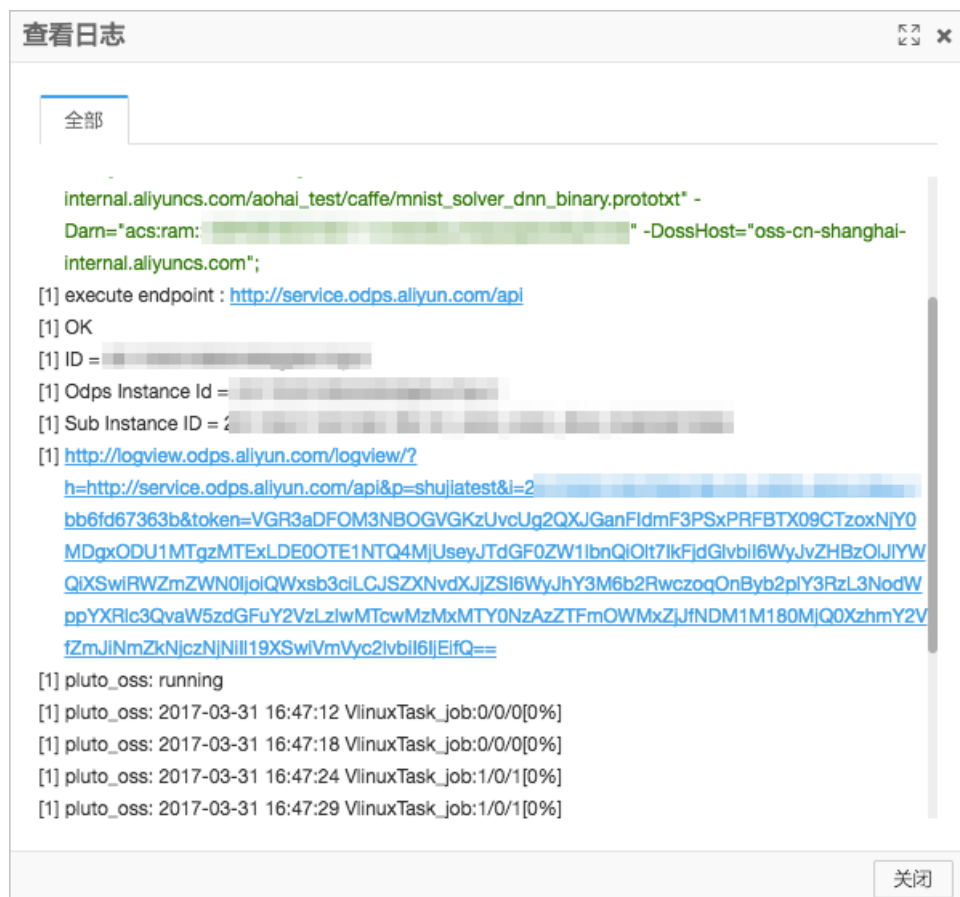 查看日志
全部
internal.aliyuncs.com/aohai_test/caffe/mnist_solver_dnn_binary.prototxt" -
Darn="acs:ram:: " -DossHost="oss-cn-shanghai-
internal.aliyuncs.com";
[1] execute endpoint : http://service.odps.aliyun.com/api
[1] OK
[1] ID =
[1] Odps Instance Id =
[1] Sub Instance ID = 2
[1] http://logview.odps.aliyun.com/logview/?
h=http://service.odps.aliyun.com/api&p=shujiatest&i=2
bb6fd67363b&token=VGR3aDFOM3NBOGVGKzUvcUg2QXJGanFIdmF3PSxPRFBTX09CTzoxNjY0
MDgxODU1MTgzMTExLDE0OTE1NTQ4MjUseyJTdGF0ZW1lbnQiOlt7IkFjdGlvbiI6WyJvZHBzOlJlYW
QiXSwiRWZmZWN0IjoiQWxsb3ciLCJSZXNvdXJjZSI6WyJhY3M6b2RwczoqOnByb2plY3RzL3NodW
ppYXRlc3QvaW5zdGFuY2VzLzIwMTcwMzMxMTY0NzAzZTFmOWMxZjJfNDM1M180MjQ0XzhmY2V
fZmJiNmZkNjczNjNiIl19XSwiVmVyc2lvbiI6IjEifQ==
[1] pluto_oss: running
[1] pluto_oss: 2017-03-31 16:47:12 VlinuxTask_job:0/0/0[0%]
[1] pluto_oss: 2017-03-31 16:47:18 VlinuxTask_job:0/0/0[0%]
[1] pluto_oss: 2017-03-31 16:47:24 VlinuxTask_job:1/0/1[0%]
[1] pluto_oss: 2017-03-31 16:47:29 VlinuxTask_job:1/0/1[0%]
关闭